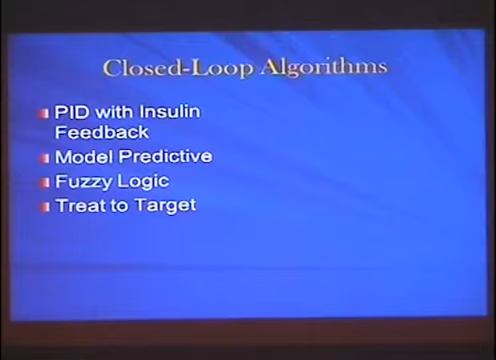 Closed-Loop Algorithms
PID with Insulin
Feedback
Model Predictive
Fuzzy Logic
Treat to Target